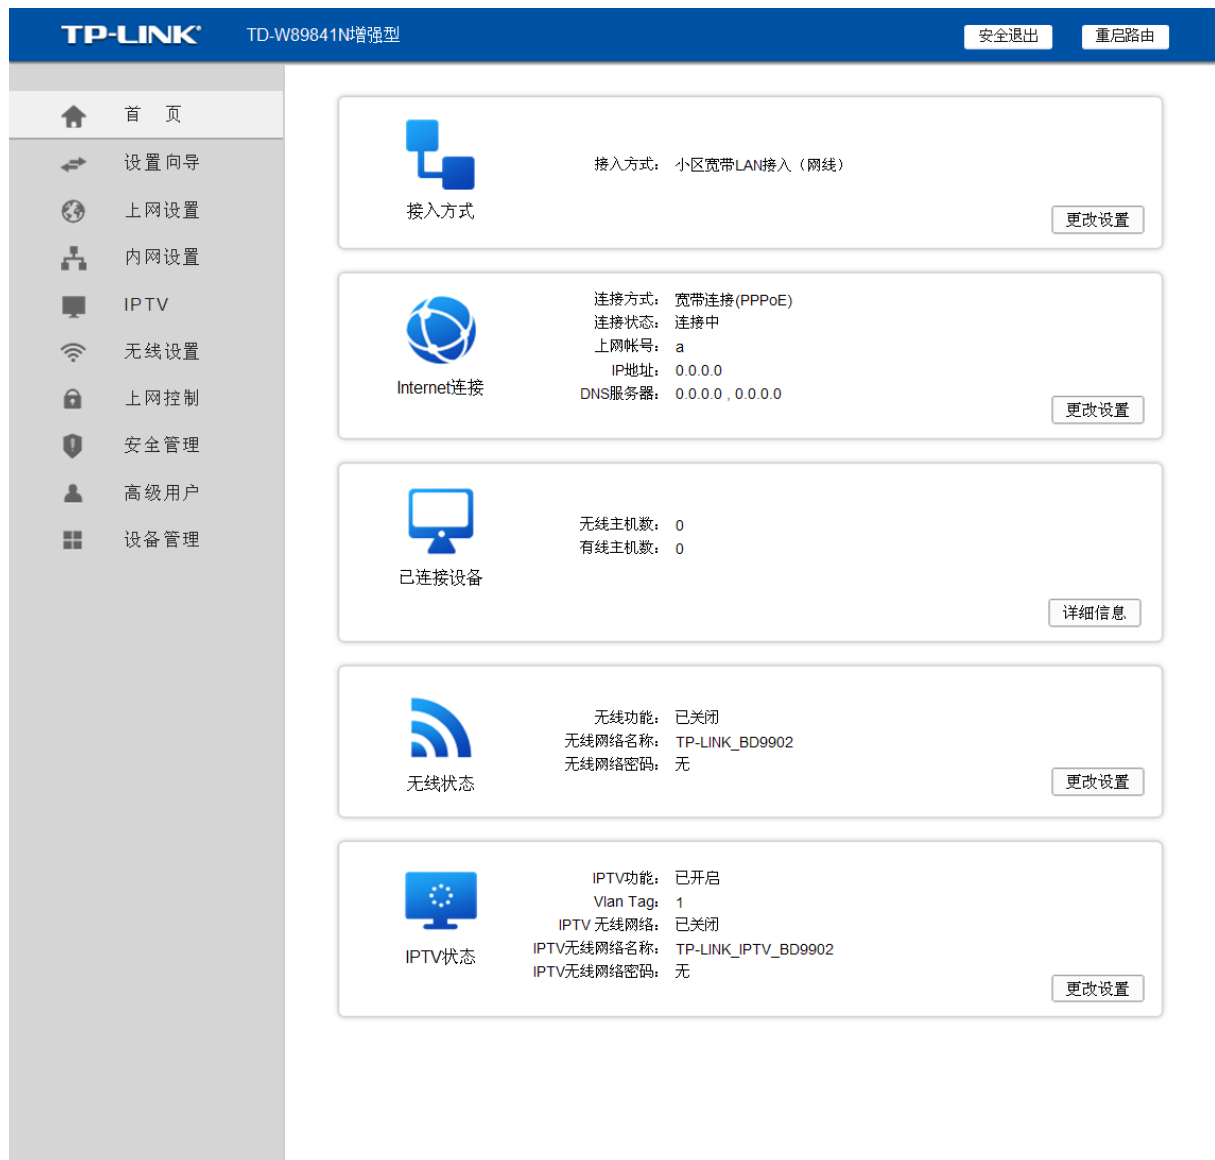 TP-LINK TD-W89841N增强型 安全退出 重启路由
首 页
设置向导
上网设置
内网设置
IPTV
无线设置
上网控制
安全管理
高级用户
设备管理
接入方式
接入方式： 小区宽带LAN接入（网线）
更改设置
Internet连接
连接方式： 宽带连接(PPPoE)
连接状态： 连接中
上网帐号： a
IP地址： 0.0.0.0
DNS服务器： 0.0.0.0 , 0.0.0.0
更改设置
已连接设备
无线主机数： 0
有线主机数： 0
详细信息
无线状态
无线功能： 已关闭
无线网络名称： TP-LINK_BD9902
无线网络密码： 无
更改设置
IPTV状态
IPTV功能： 已开启
Vlan Tag： 1
IPTV 无线网络： 已关闭
IPTV无线网络名称： TP-LINK_IPTV_BD9902
IPTV无线网络密码： 无
更改设置